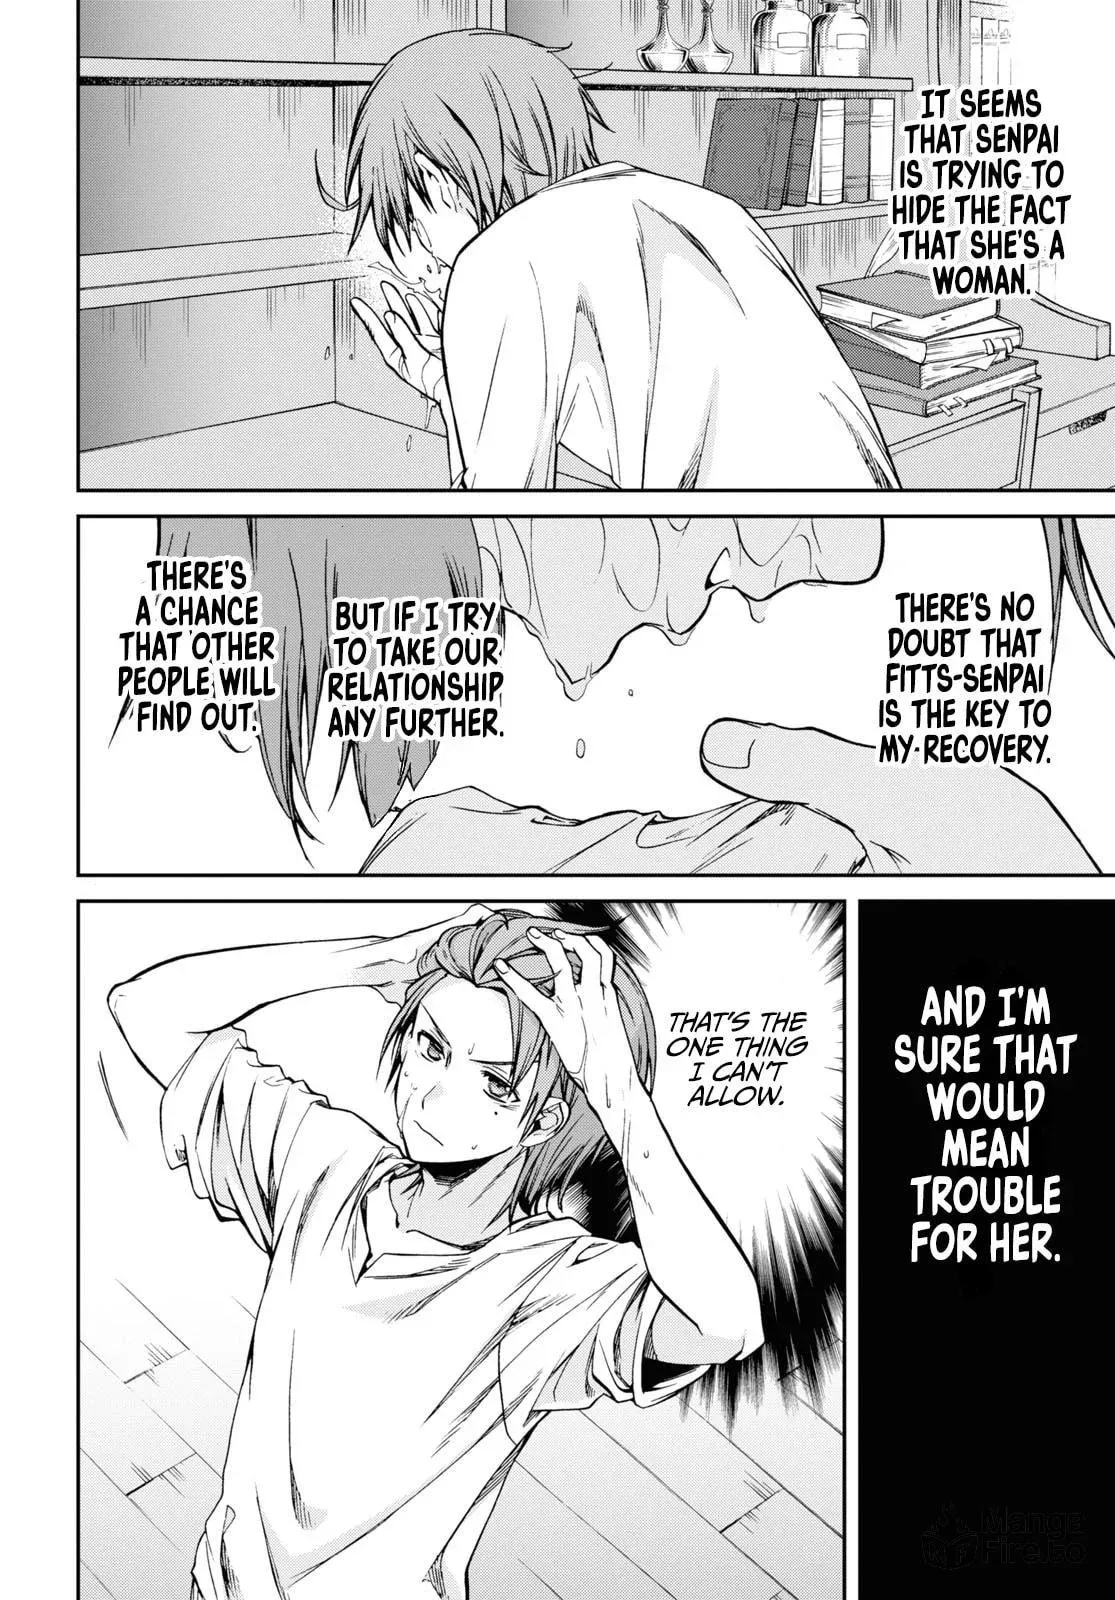 IT SEEMS
THAT SENPAI
IS TRYING TO
HIDE THE FACT
THAT SHE'S A
WOMAN.
THERE'S NO
DOUBT THAT
FITTS-SENPAI
IS THE KEY TO
MY RECOVERY.
BUT IF I TRY
TO TAKE OUR
RELATIONSHIP
ANY FURTHER.
THERE'S
A CHANCE
THAT OTHER
PEOPLE WILL
FIND OUT.
AND I'M
SURE THAT
WOULD
MEAN
TROUBLE
FOR HER.
THAT'S THE
ONE THING
I CAN'T
ALLOW.
Manga
Fire.to